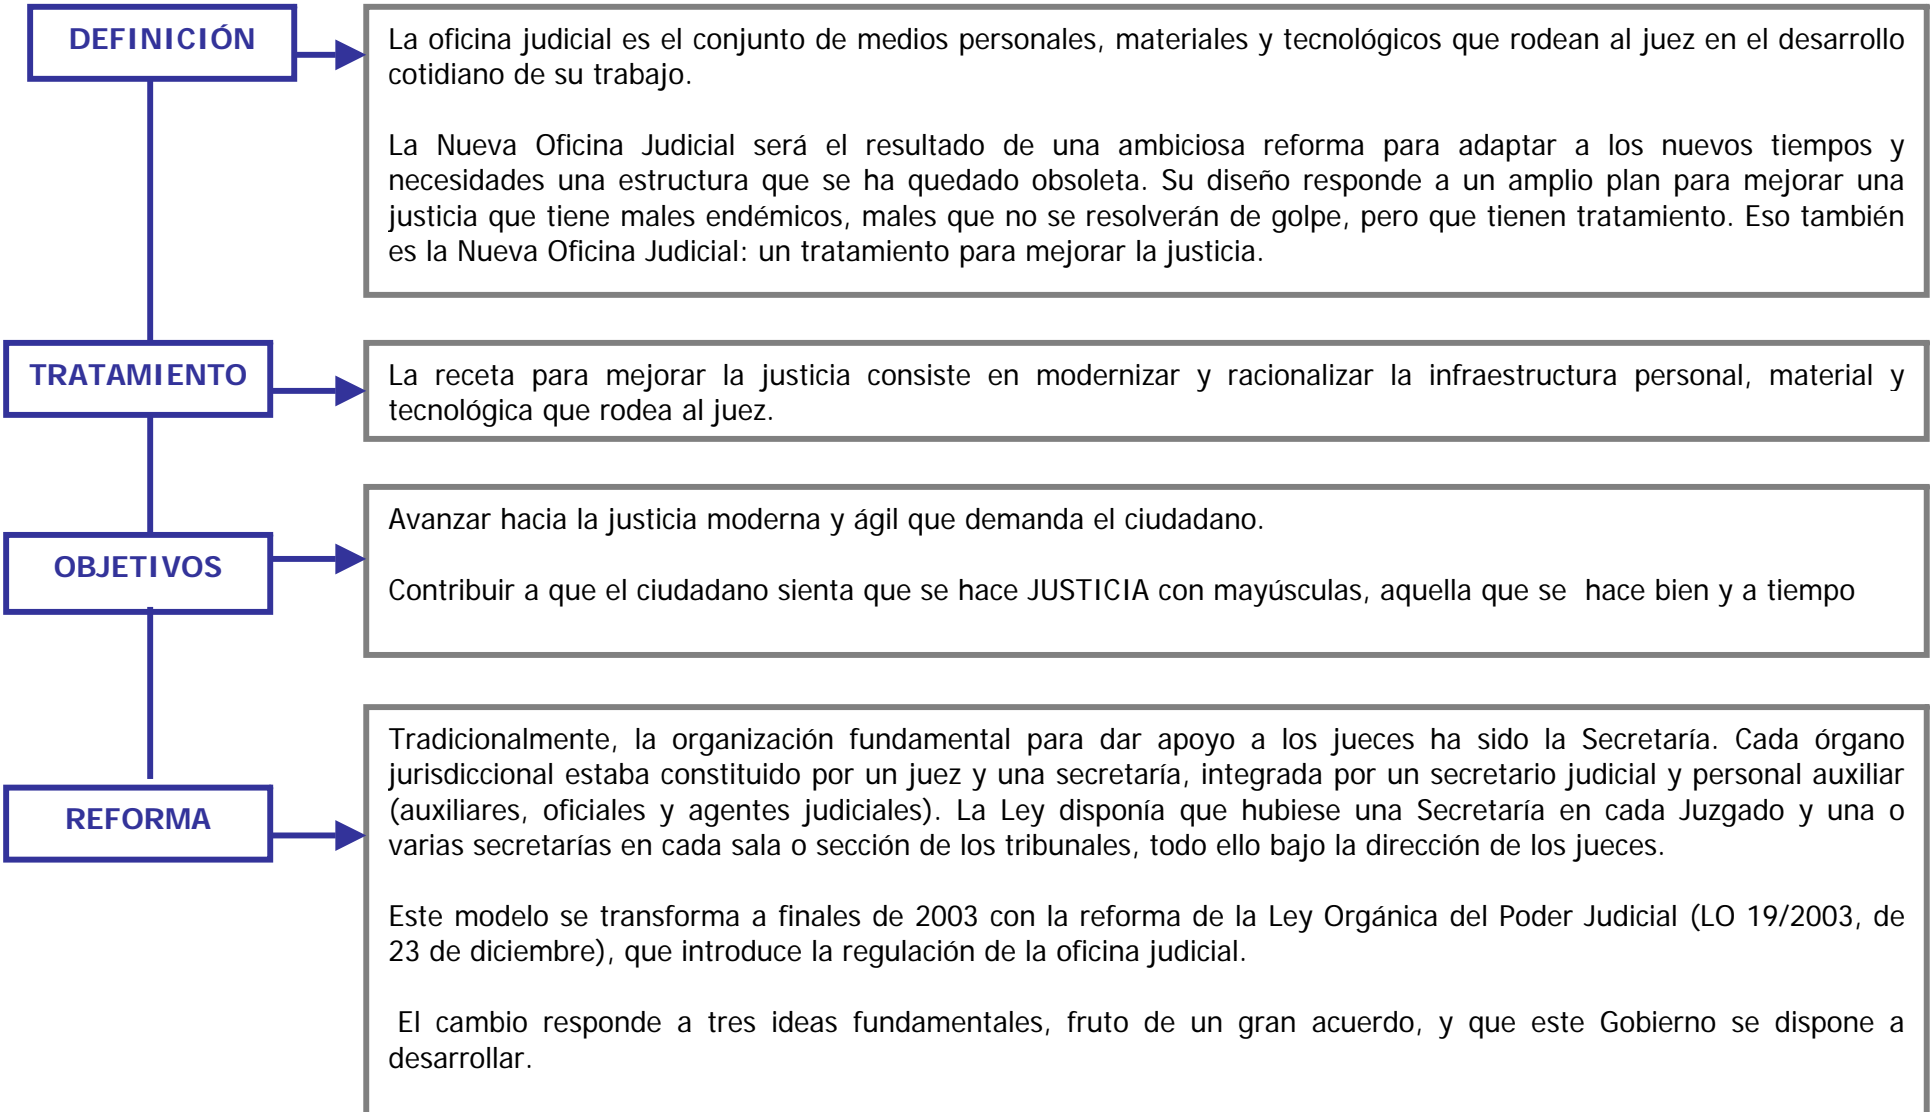 DEFINICIÓN
La oficina judicial es el conjunto de medios personales, materiales y tecnológicos que rodean al juez en el desarrollo
cotidiano de su trabajo.
La Nueva Oficina Judicial será el resultado de una ambiciosa reforma para adaptar a los nuevos tiempos y
necesidades una estructura que se ha quedado obsoleta. Su diseño responde a un amplio plan para mejorar una
justicia que tiene males endémicos, males que no se resolverán de golpe, pero que tienen tratamiento. Eso también
es la Nueva Oficina Judicial: un tratamiento para mejorar la justicia.
TRATAMIENTO
La receta para mejorar la justicia consiste en modernizar y racionalizar la infraestructura personal, material y
tecnológica que rodea al juez.
OBJETIVOS
Avanzar hacia la justicia moderna y ágil que demanda el ciudadano.
Contribuir a que el ciudadano sienta que se hace JUSTICIA con mayúsculas, aquella que se  hace bien y a tiempo
REFORMA
Tradicionalmente, la organización fundamental para dar apoyo a los jueces ha sido la Secretaría. Cada órgano
jurisdiccional estaba constituido por un juez y una secretaría, integrada por un secretario judicial y personal auxiliar
(auxiliares, oficiales y agentes judiciales). La Ley disponía que hubiese una Secretaría en cada Juzgado y una o
varias secretarías en cada sala o sección de los tribunales, todo ello bajo la dirección de los jueces.
Este modelo se transforma a finales de 2003 con la reforma de la Ley Orgánica del Poder Judicial (LO 19/2003, de
23 de diciembre), que introduce la regulación de la oficina judicial.
El cambio responde a tres ideas fundamentales, fruto de un gran acuerdo, y que este Gobierno se dispone a
desarrollar.